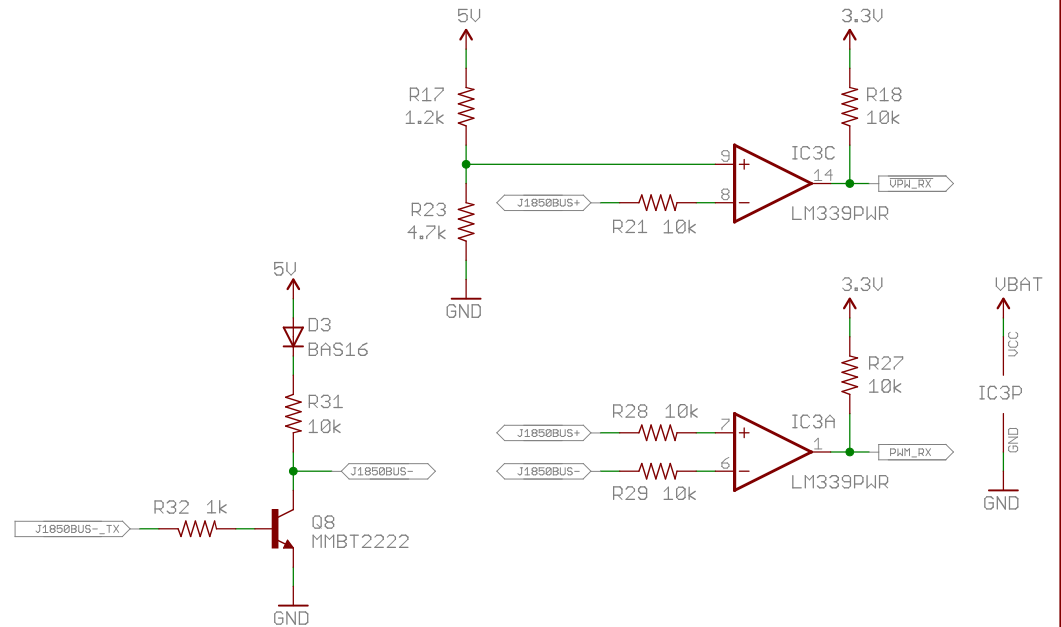 5V
3.3V
R17
1.2k
R18
10k
9
IC3C
14
VPW_RX
J1850BUS+
8
R21 10k
LM339PWR
R23
4.7k
GND
5V
D3
BAS16
R31
10k
J1850BUS-
R32 1k
J1850BUS-_TX
Q8
MMBT2222
GND
3.3V
R27
10k
R28 10k
J1850BUS+
7
IC3A
1
PWM_RX
J1850BUS-
6
R29 10k
LM339PWR
VBAT
VCC
IC3P
GND
GND